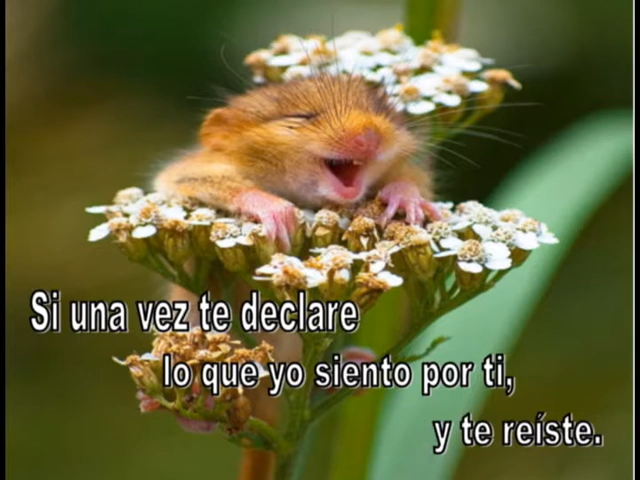 Si una vez te declare
lo que yo siento por ti,
y te reíste.